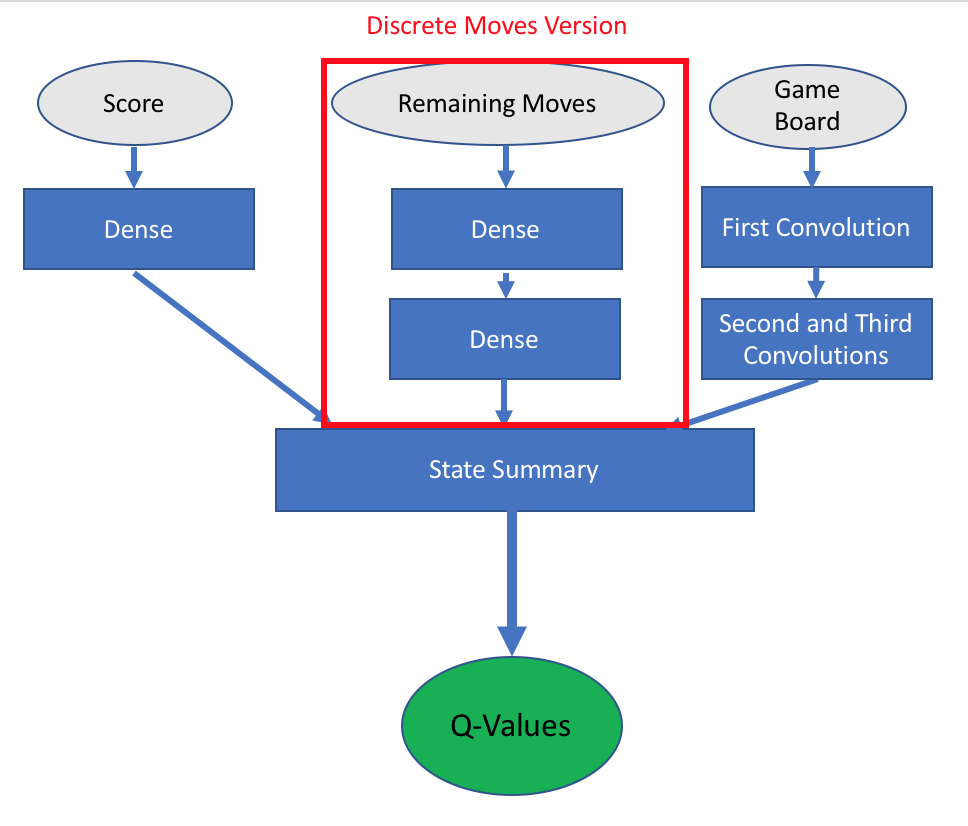 Discrete Moves Version
Score
Remaining Moves
Game
Board
Dense
Dense
First Convolution
Dense
Second and Third
Convolutions
State Summary
Q-Values